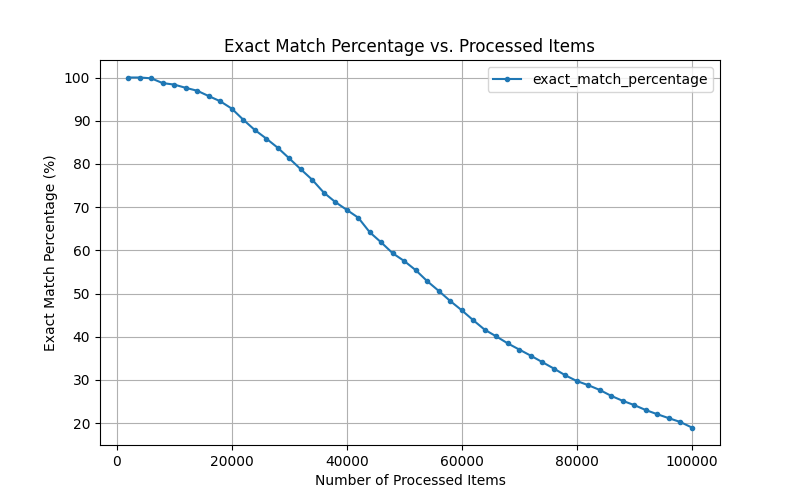 Exact Match Percentage vs. Processed Items
exact_match_percentage
100
90
80
70
60
50
40
30
20
Exact Match Percentage (%)
0 20000 40000 60000 80000 100000
Number of Processed Items